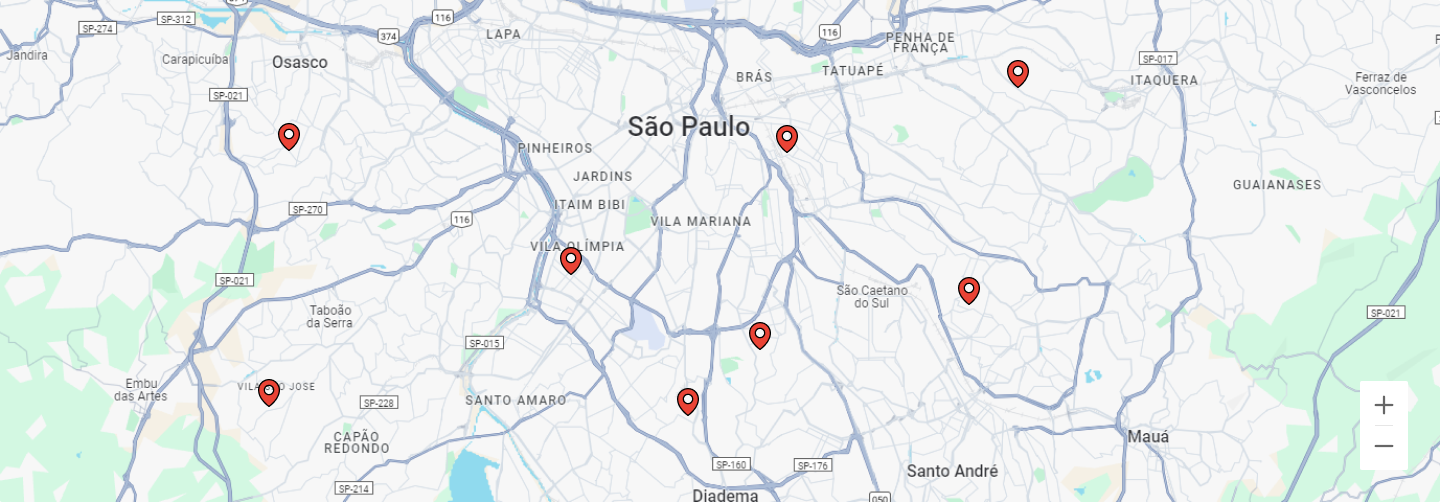 SP-312
116
SP-274
374
LAPA
116
PENHA DE
FRANÇA
Jandira
Carapicuíba
Osasco
BRÁS
TATUAPÉ
SP-017
ITAQUERA
Ferraz de
Vasconcelos
SP-021
São Paulo
PINHEIROS
JARDINS
GUAIANASES
SP-270
116
ITAIM BIBI
VILA MARIANA
VILA OLÍMPIA
SP-021
São Caetano
do Sul
Taboão
da Serra
SP-021
SP-015
Embu
das Artes
JOSE
SP-228
SANTO AMARO
CAPÃO
REDONDO
Mauá
SP-160
SP-176
Santo André
SP-214
Diadema
050